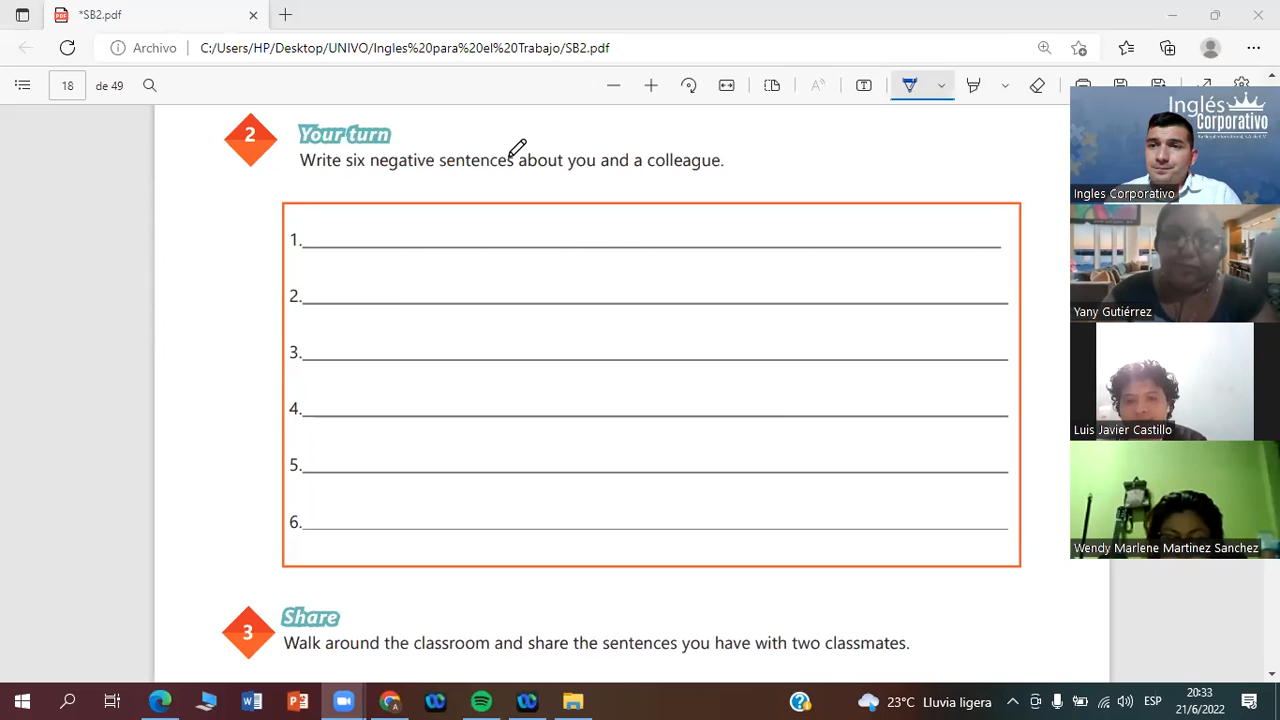 *SB2.pdf
Archivo
C:/Users/HP/Desktop/UNIVO/Ingles%20para%20el%20Trabajo/SB2.pdf
18
de 49
2
Your turn
Write six negative sentences about you and a colleague.
1.
2.
3.
4.
5.
6.
3
Share
Walk around the classroom and share the sentences you have with two classmates.
Inglés
Corporativo
Ingles Corporativo
Yany Gutiérrez
Luis Javier Castillo
Wendy Marlene Martinez Sanchez
23°C Lluvia ligera
ESP
20:33
21/6/2022